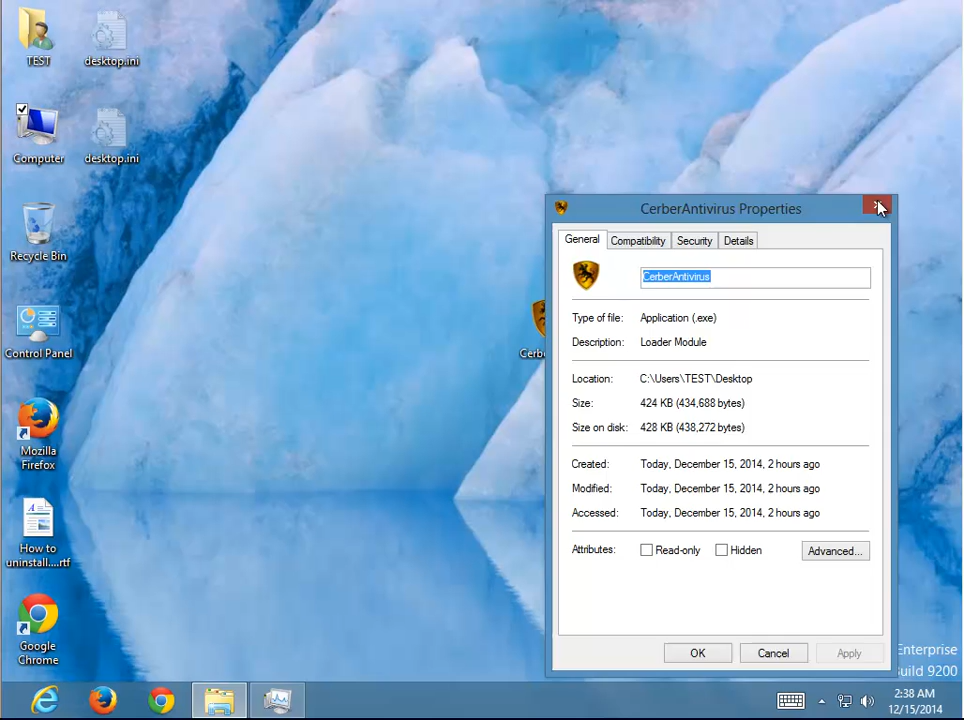 TEST
desktop.ini
Computer
desktop.ini
Recycle Bin
Control Panel
Mozilla
Firefox
How to
uninstall....rtf
Google
Chrome
Cerb
CerberAntivirus Properties
General
Compatibility
Security
Details
CerberAntivirus
Type of file: Application (.exe)
Description: Loader Module
Location: C:\Users\TEST\Desktop
Size: 424 KB (434,688 bytes)
Size on disk: 428 KB (438,272 bytes)
Created: Today, December 15, 2014, 2 hours ago
Modified: Today, December 15, 2014, 2 hours ago
Accessed: Today, December 15, 2014, 2 hours ago
Attributes: Read-only Hidden Advanced...
OK Cancel Apply
Enterprise
Build 9200
2:38 AM
12/15/2014